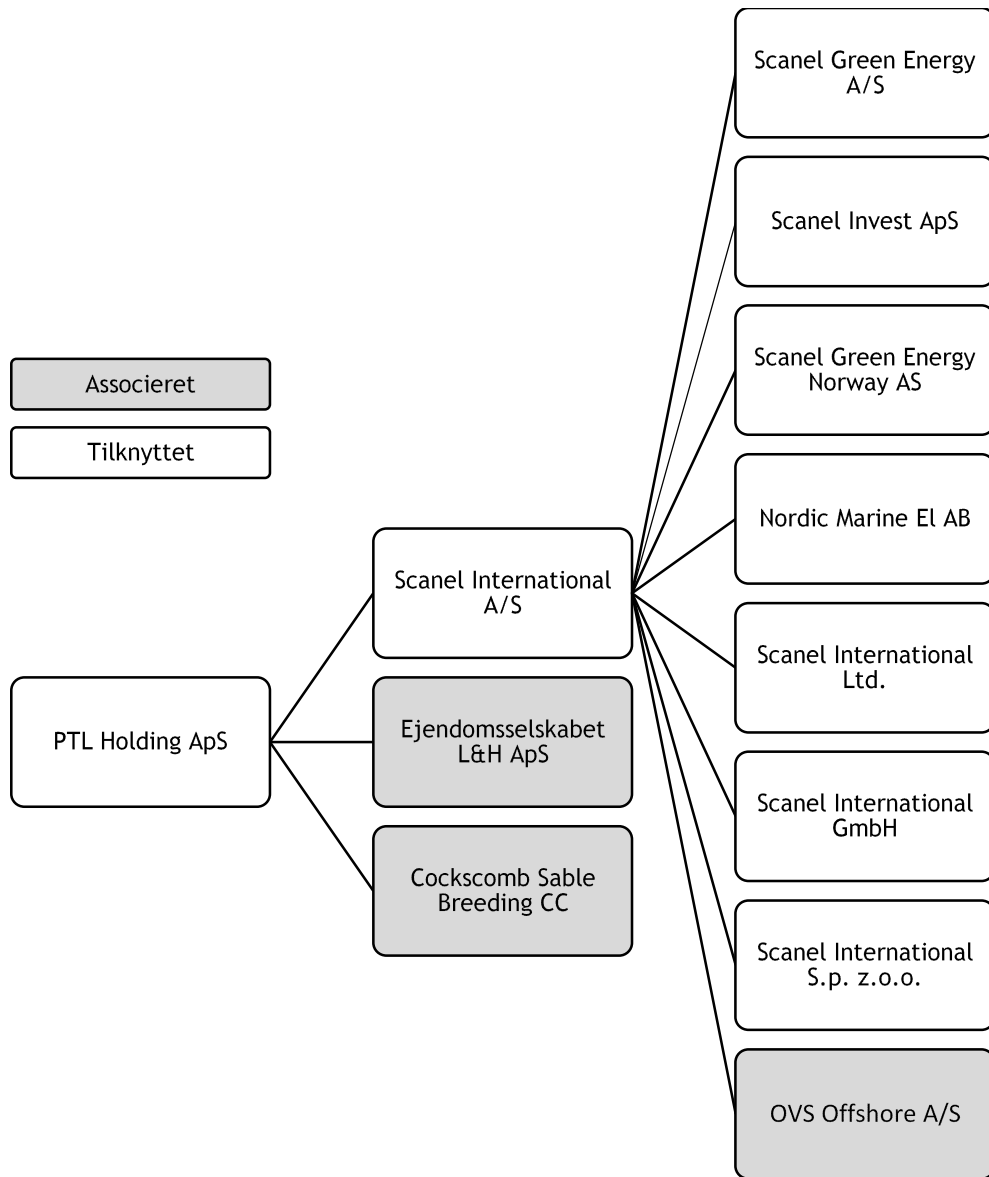 Associeret
Tilknyttet
PTL Holding ApS
Scanel International
A/S
Ejendomsselskabet
L&H ApS
Cockscomb Sable
Breeding CC
Scanel Green Energy
A/S
Scanel Invest ApS
Scanel Green Energy
Norway AS
Nordic Marine El AB
Scanel International
Ltd.
Scanel International
GmbH
Scanel International
S.p. z.o.o.
OVS Offshore A/S